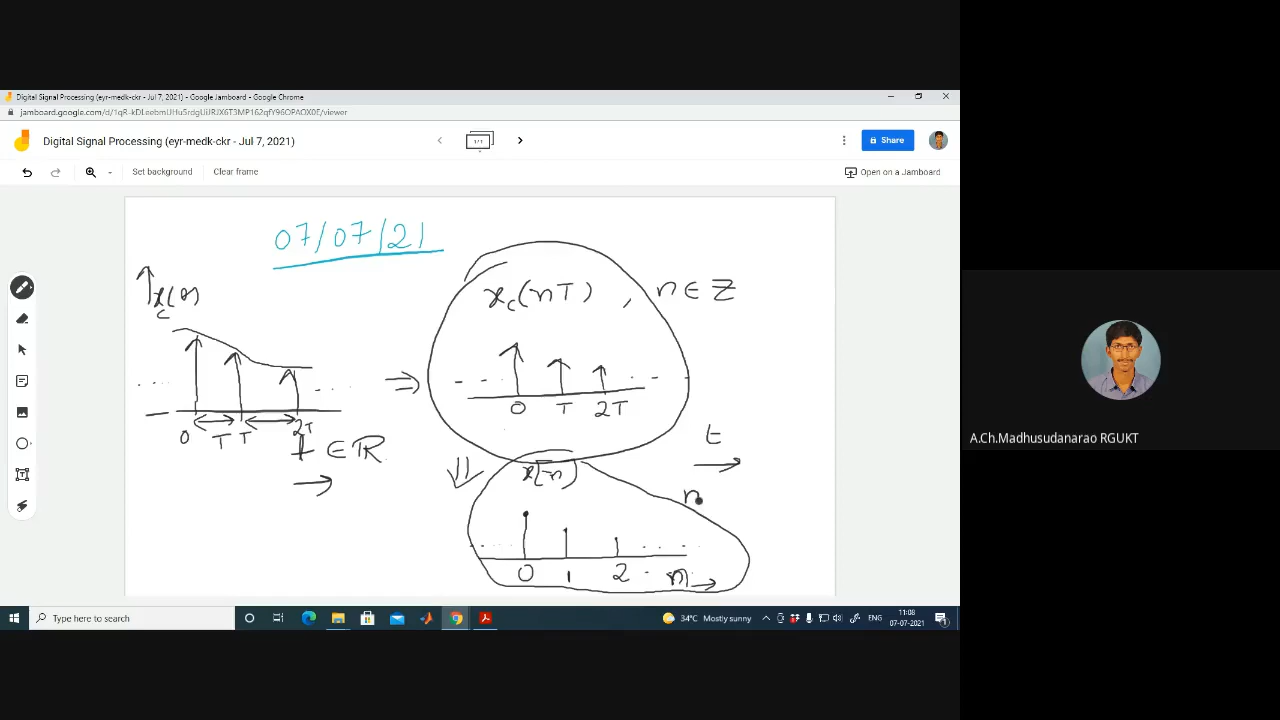 Digital Signal Processing (eyr-medk-ckr - Jul 7, 2021) - Google Jamboard - Google Chrome
Digital Signal Processing (eyr-medk-ckr - Jul 7, 2021)
1/1
Share
Set background
Clear frame
Open on a Jamboard
07/07/21
x_c(nT) , n ∈ Z
0 T 2T
0 T T 2T
t ∈ ℝ
t
x(n)
n
0 1 2 n
A.Ch.Madhusudanarao RGUKT
Type here to search
34°C Mostly sunny
ENG
11:08
07-07-2021